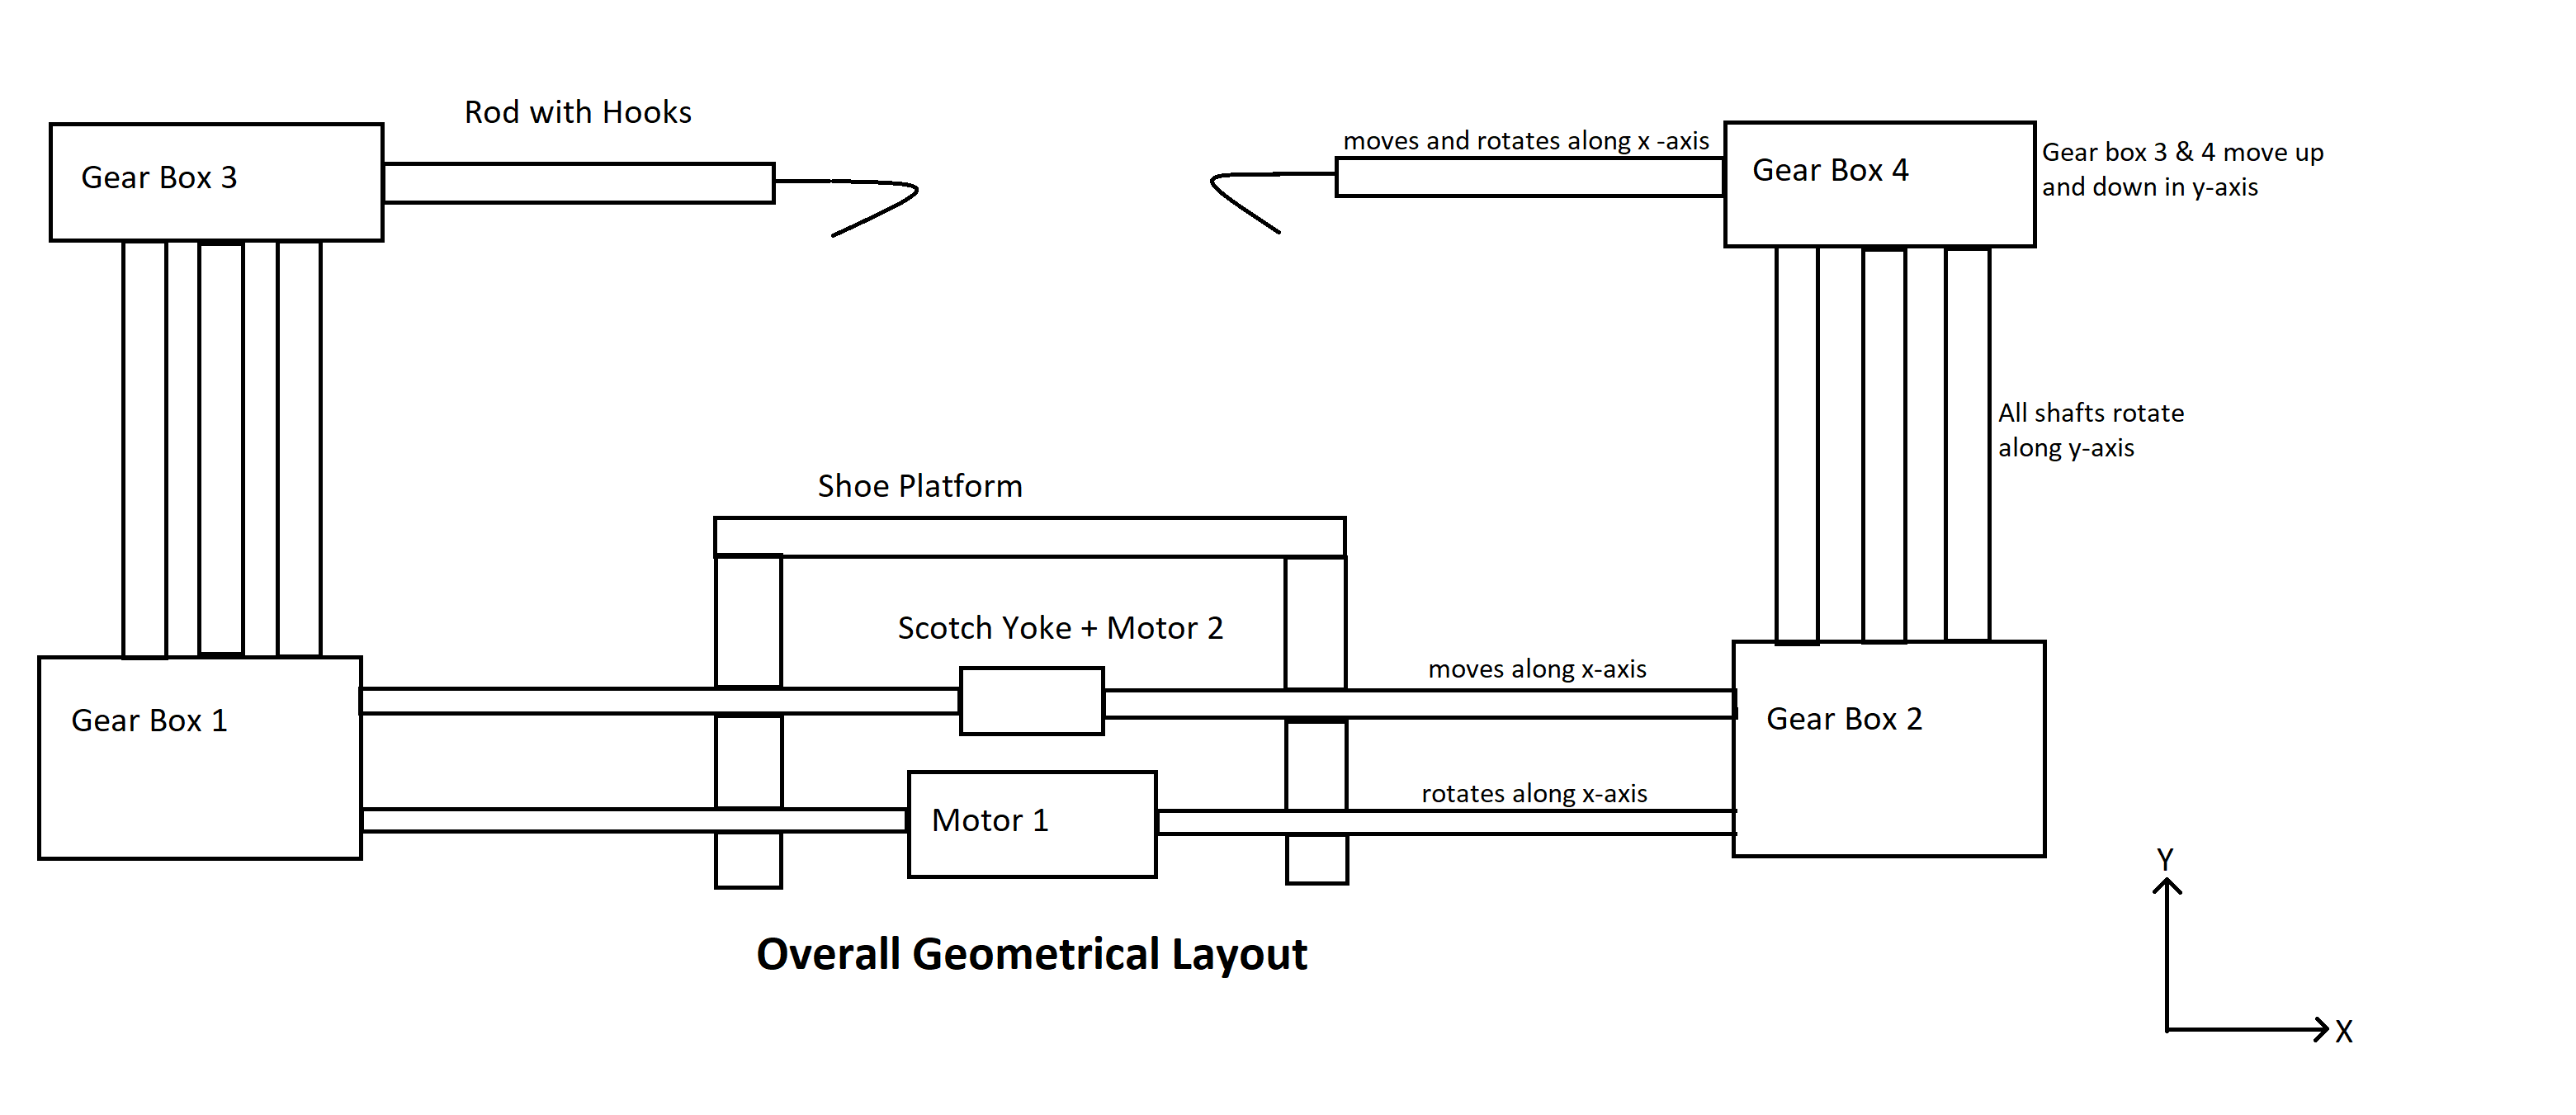 Rod with Hooks
moves and rotates along x -axis
Gear Box 3
Gear Box 4
Gear box 3 & 4 move up
and down in y-axis
All shafts rotate
along y-axis
Shoe Platform
Scotch Yoke + Motor 2
moves along x-axis
Gear Box 1
Gear Box 2
rotates along x-axis
Motor 1
Y
Overall Geometrical Layout
X